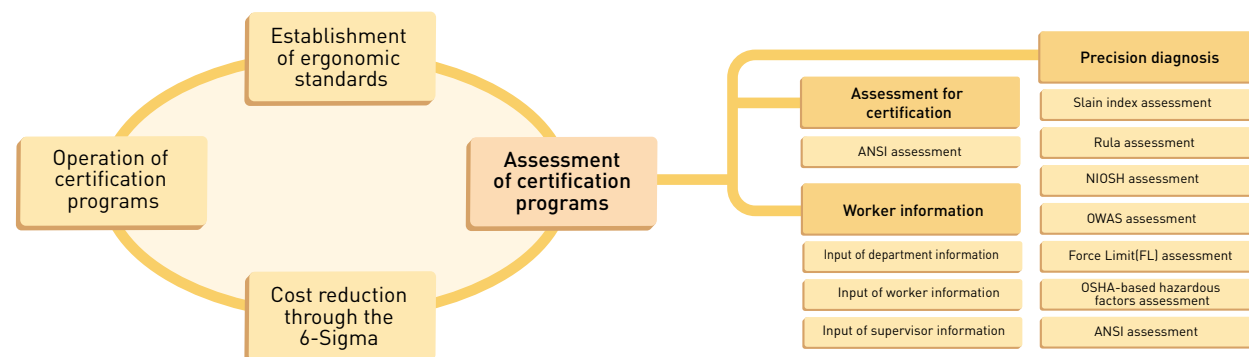 Establishment
of ergonomic
standards
Operation of
certification
programs
Assessment
of certification
programs
Cost reduction
through the
6-Sigma
Assessment for
certification
ANSI assessment
Worker information
Input of department information
Input of worker information
Input of supervisor information
Precision diagnosis
Slain index assessment
Rula assessment
NIOSH assessment
OWAS assessment
Force Limit(FL) assessment
OSHA-based hazardous
factors assessment
ANSI assessment